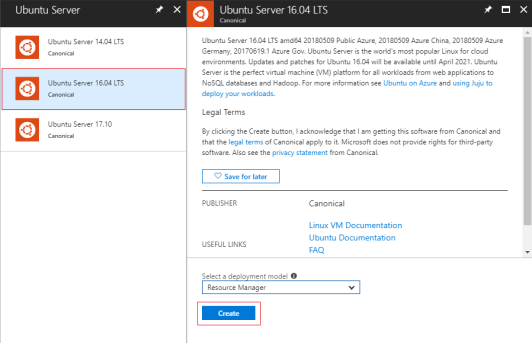 Ubuntu Server
Ubuntu Server 14.04 LTS
Canonical
Ubuntu Server 16.04 LTS
Canonical
Ubuntu Server 17.10
Canonical
Ubuntu Server 16.04 LTS
Canonical
Ubuntu Server 16.04 LTS amd64 20180509 Public Azure, 20180509 Azure China, 20180509 Azure
Germany, 20170619.1 Azure Gov. Ubuntu Server is the world's most popular Linux for cloud
environments. Updates and patches for Ubuntu 16.04 will be available until April 2021. Ubuntu
Server is the perfect virtual machine (VM) platform for all workloads from web applications to
NoSQL databases and Hadoop. For more information see Ubuntu on Azure and using Juju to
deploy your workloads.
Legal Terms
By clicking the Create button, I acknowledge that I am getting this software from Canonical and
that the legal terms of Canonical apply to it. Microsoft does not provide rights for third-party
software. Also see the privacy statement from Canonical.
Save for later
PUBLISHER Canonical
USEFUL LINKS
Linux VM Documentation
Ubuntu Documentation
FAQ
Select a deployment model
Resource Manager
Create